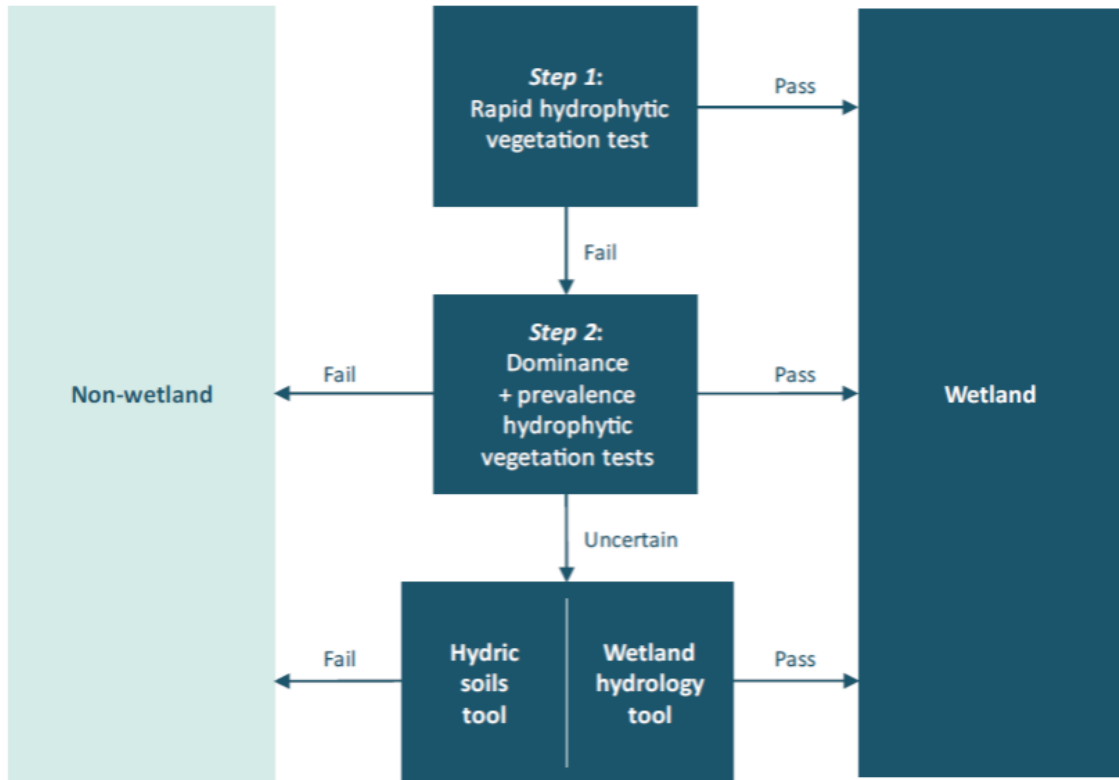 Step 1:
Rapid hydrophytic
vegetation test
Pass
Fail
Non-wetland
Fail
Step 2:
Dominance
+ prevalence
hydrophytic
vegetation tests
Pass
Wetland
Uncertain
Fail
Hydric
soils
tool
Wetland
hydrology
tool
Pass